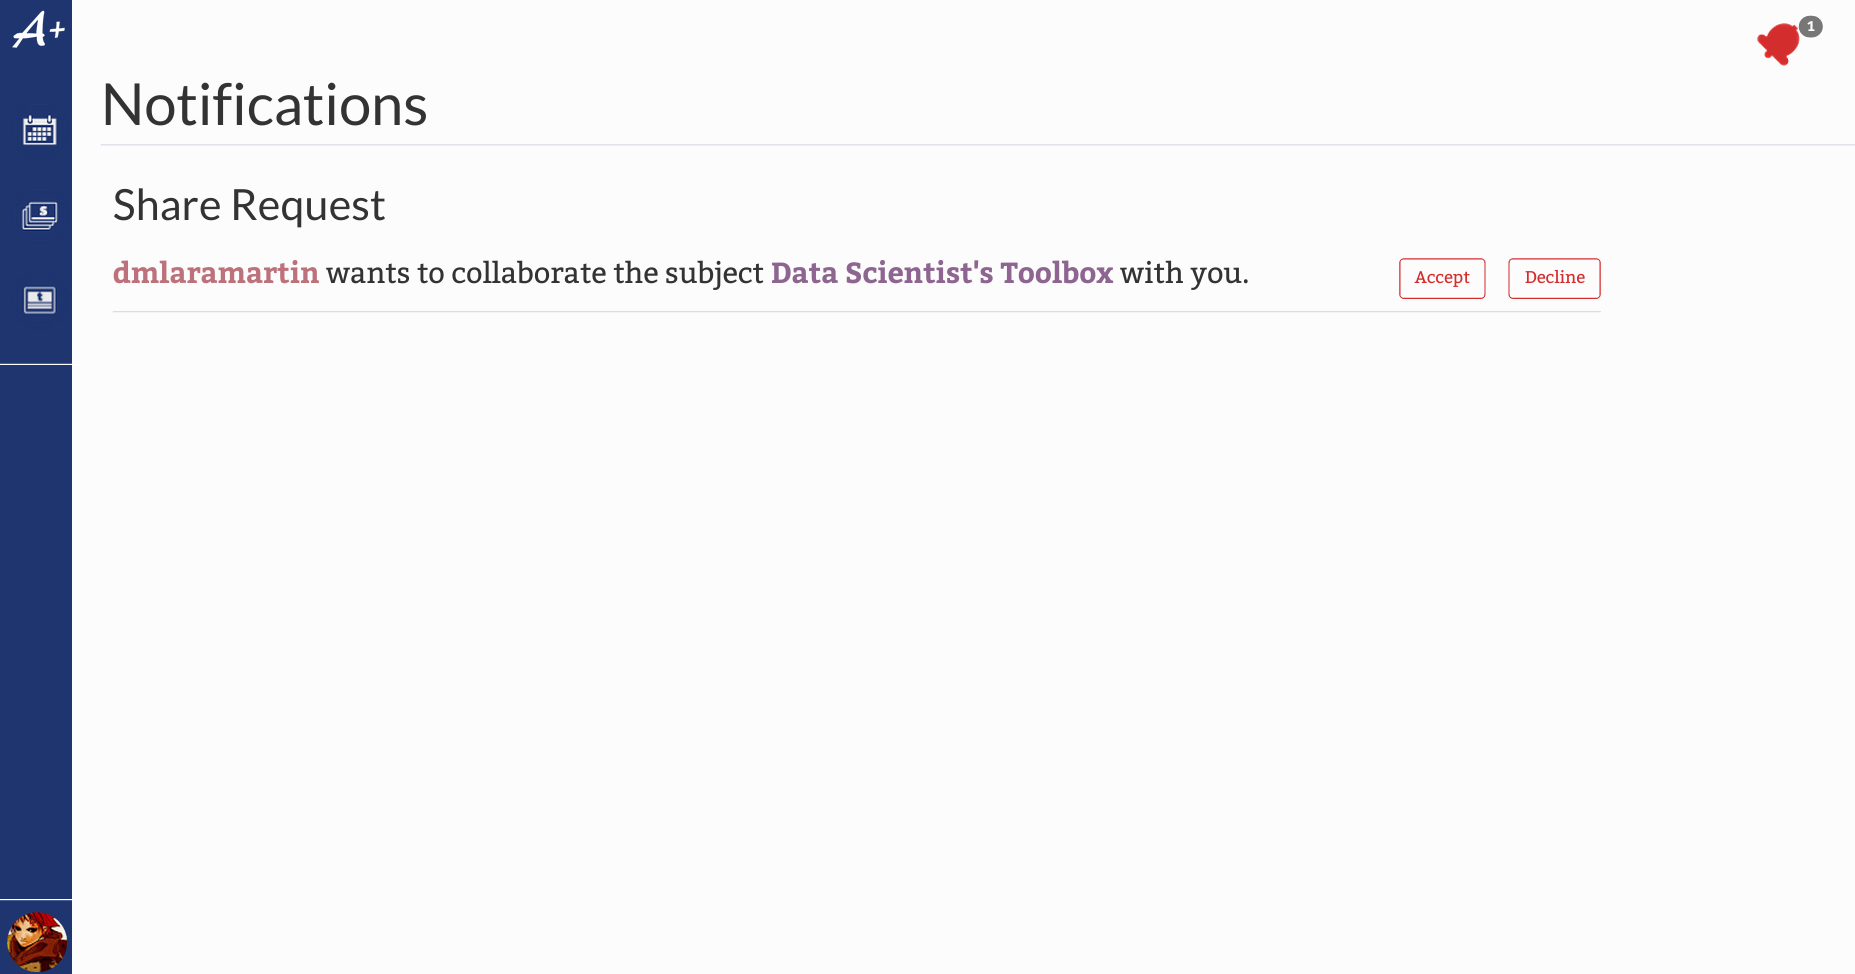 A+
1
Notifications
Share Request
dmlaramartin wants to collaborate the subject Data Scientist's Toolbox with you.
Accept
Decline
$
t